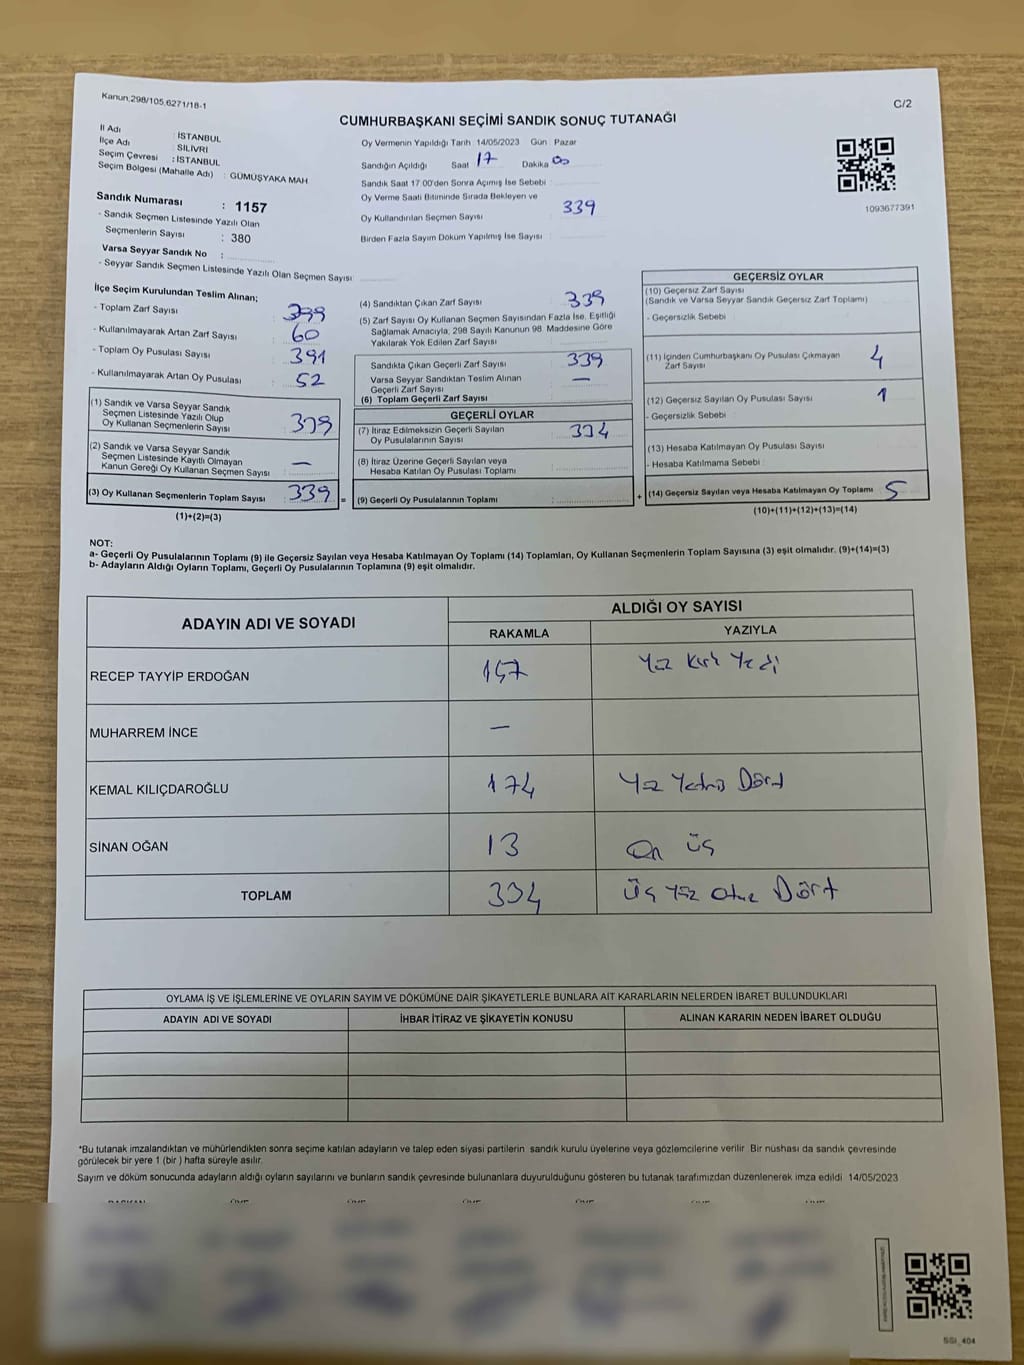 Kanun:298/105,6271/18-1
C/2
CUMHURBAŞKANI SEÇİMİ SANDIK SONUÇ TUTANAĞI
İl Adı : İSTANBUL
İlçe Adı SİLİVRİ
Seçim Çevresi : İSTANBUL
Seçim Bölgesi (Mahalle Adı) : GÜMÜŞYAKA MAH
Sandık Numarası : 1157
- Sandık Seçmen Listesinde Yazılı Olan
Seçmenlerin Sayısı : 380
Varsa Seyyar Sandık No :
- Seyyar Sandık Seçmen Listesinde Yazılı Olan Seçmen Sayısı
Oy Vermenin Yapıldığı Tarih 14/05/2023 Gün Pazar
Sandığın Açıldığı Saat 17 Dakika 00
Sandık Saat 17 00'den Sonra Açımış İse Sebebi :
Oy Verme Saati Bitiminde Sırada Bekleyen ve
Oy Kullandırılan Seçmen Sayısı : 339
Birden Fazla Sayım Döküm Yapılmış İse Sayısı
1093677391
İlçe Seçim Kurulundan Teslim Alınan;
- Toplam Zarf Sayısı
- Kullanılmayarak Artan Zarf Sayısı : 60
- Toplam Oy Pusulası Sayısı : 391
- Kullanılmayarak Artan Oy Pusulası : 52
(1) Sandık ve Varsa Seyyar Sandık
Seçmen Listesinde Yazılı Olup
Oy Kullanan Seçmenlerin Sayısı : 339
(2) Sandık ve Varsa Seyyar Sandık
Seçmen Listesinde Kayıtlı Olmayan
Kanun Gereği Oy Kullanan Seçmen Sayısı : —
(3) Oy Kullanan Seçmenlerin Toplam Sayısı : 339 =
(1)+(2)=(3)
(4) Sandıktan Çıkan Zarf Sayısı : 339
(5) Zarf Sayısı Oy Kullanan Seçmen Sayısından Fazla İse, Eşitliği
Sağlamak Amacıyla, 298 Sayılı Kanunun 98 Maddesine Göre
Yakılarak Yok Edilen Zarf Sayısı :
Sandıkta Çıkan Geçerli Zarf Sayısı : 339
Varsa Seyyar Sandıktan Teslim Alınan
Geçerli Zarf Sayısı : —
(6) Toplam Geçerli Zarf Sayısı
GEÇERLİ OYLAR
(7) İtiraz Edilmeksizin Geçerli Sayılan
Oy Pusulalarının Sayısı : 334
(8) İtiraz Üzerine Geçerli Sayılan veya
Hesaba Katılan Oy Pusulası Toplamı :
(9) Geçerli Oy Pusulalarının Toplamı : +
GEÇERSİZ OYLAR
(10) Geçersiz Zarf Sayısı
(Sandık ve Varsa Seyyar Sandık Geçersiz Zarf Toplamı)
- Geçersizlik Sebebi
(11) İçinden Cumhurbaşkanı Oy Pusulası Çıkmayan
Zarf Sayısı 4
(12) Geçersiz Sayılan Oy Pusulası Sayısı 1
- Geçersizlik Sebebi
(13) Hesaba Katılmayan Oy Pusulası Sayısı
- Hesaba Katılmama Sebebi
(14) Geçersiz Sayılan veya Hesaba Katılmayan Oy Toplamı 5
(10)+(11)+(12)+(13)=(14)
NOT:
a- Geçerli Oy Pusulalarının Toplamı (9) ile Geçersiz Sayılan veya Hesaba Katılmayan Oy Toplamı (14) Toplamları, Oy Kullanan Seçmenlerin Toplam Sayısına (3) eşit olmalıdır. (9)+(14)=(3)
b- Adayların Aldığı Oyların Toplamı, Geçerli Oy Pusulalarının Toplamına (9) eşit olmalıdır.
ADAYIN ADI VE SOYADI
ALDIĞI OY SAYISI
RAKAMLA YAZIYLA
RECEP TAYYİP ERDOĞAN 147 Yüz Kırk Yedi
MUHARREM İNCE —
KEMAL KILIÇDAROĞLU 174 Yüz Yetmiş Dört
SİNAN OĞAN 13 On üç
TOPLAM 334 Üç Yüz Otuz Dört
OYLAMA İŞ VE İŞLEMLERİNE VE OYLARIN SAYIM VE DÖKÜMÜNE DAİR ŞİKAYETLERLE BUNLARA AİT KARARLARIN NELERDEN İBARET BULUNDUKLARI
ADAYIN ADI VE SOYADI İHBAR İTİRAZ VE ŞİKAYETİN KONUSU ALINAN KARARIN NEDEN İBARET OLDUĞU
*Bu tutanak imzalandıktan ve mühürlendikten sonra seçime katılan adayların ve talep eden siyasi partilerin sandık kurulu üyelerine veya gözlemcilerine verilir Bir nüshası da sandık çevresinde
görülecek bir yere 1 (bir ) hafta süreyle asılır.
Sayım ve döküm sonucunda adayların aldığı oyların sayılarını ve bunların sandık çevresinde bulunanlara duyurulduğunu gösteren bu tutanak tarafımızdan düzenlenerek imza edildi 14/05/2023
SGI_404